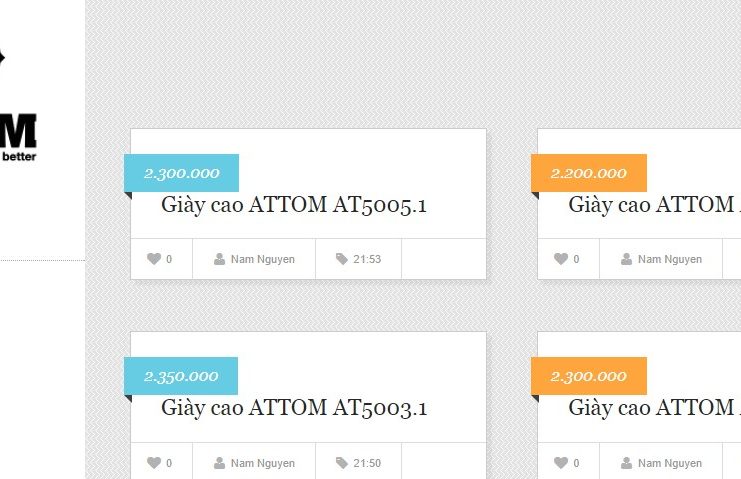 M
better
2.300.000
Giày cao ATTOM AT5005.1
0
Nam Nguyen
21:53
2.200.000
Giày cao ATTOM
0
Nam Nguyen
2.350.000
Giày cao ATTOM AT5003.1
0
Nam Nguyen
21:50
2.300.000
Giày cao ATTOM
0
Nam Nguyen